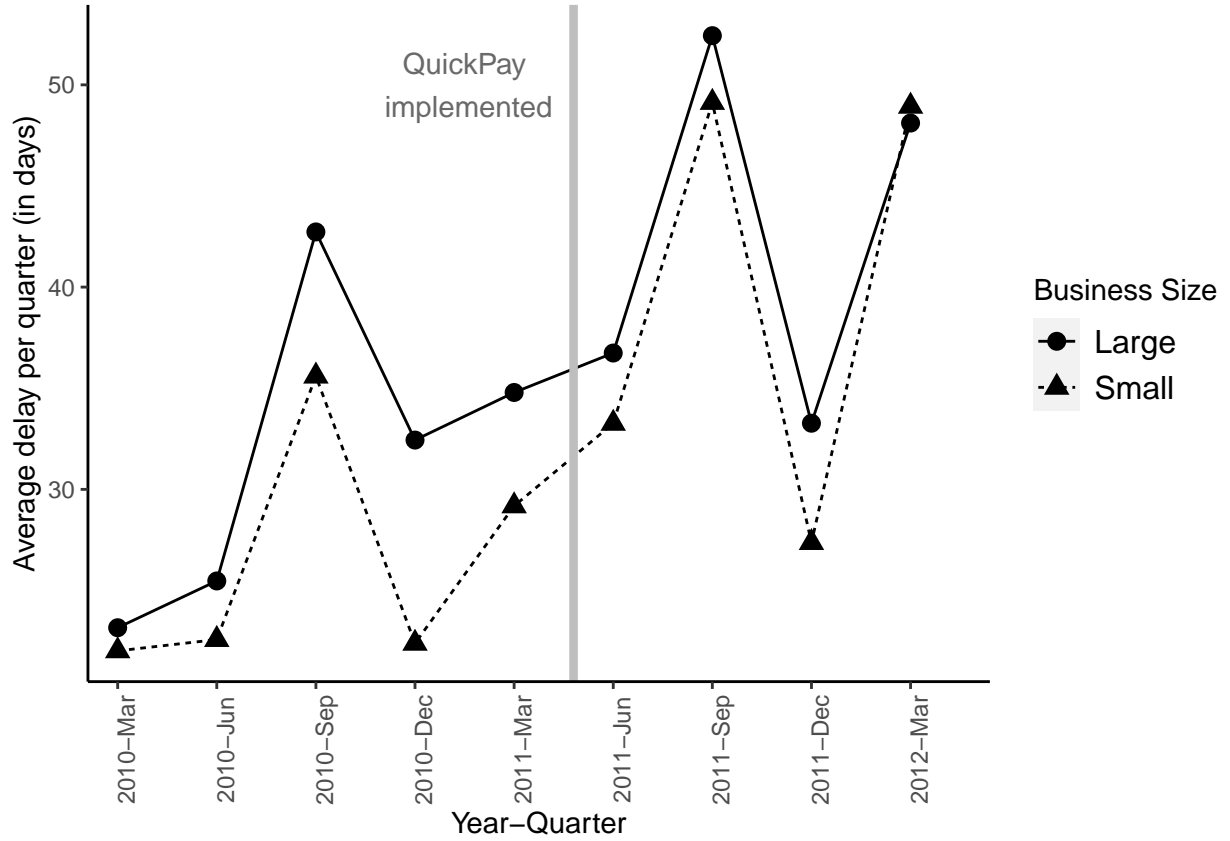 QuickPay
implemented
50
40
30
Average delay per quarter (in days)
2010−Mar
2010−Jun
2010−Sep
2010−Dec
2011−Mar
2011−Jun
2011−Sep
2011−Dec
2012−Mar
Year−Quarter
Business Size
Large
Small